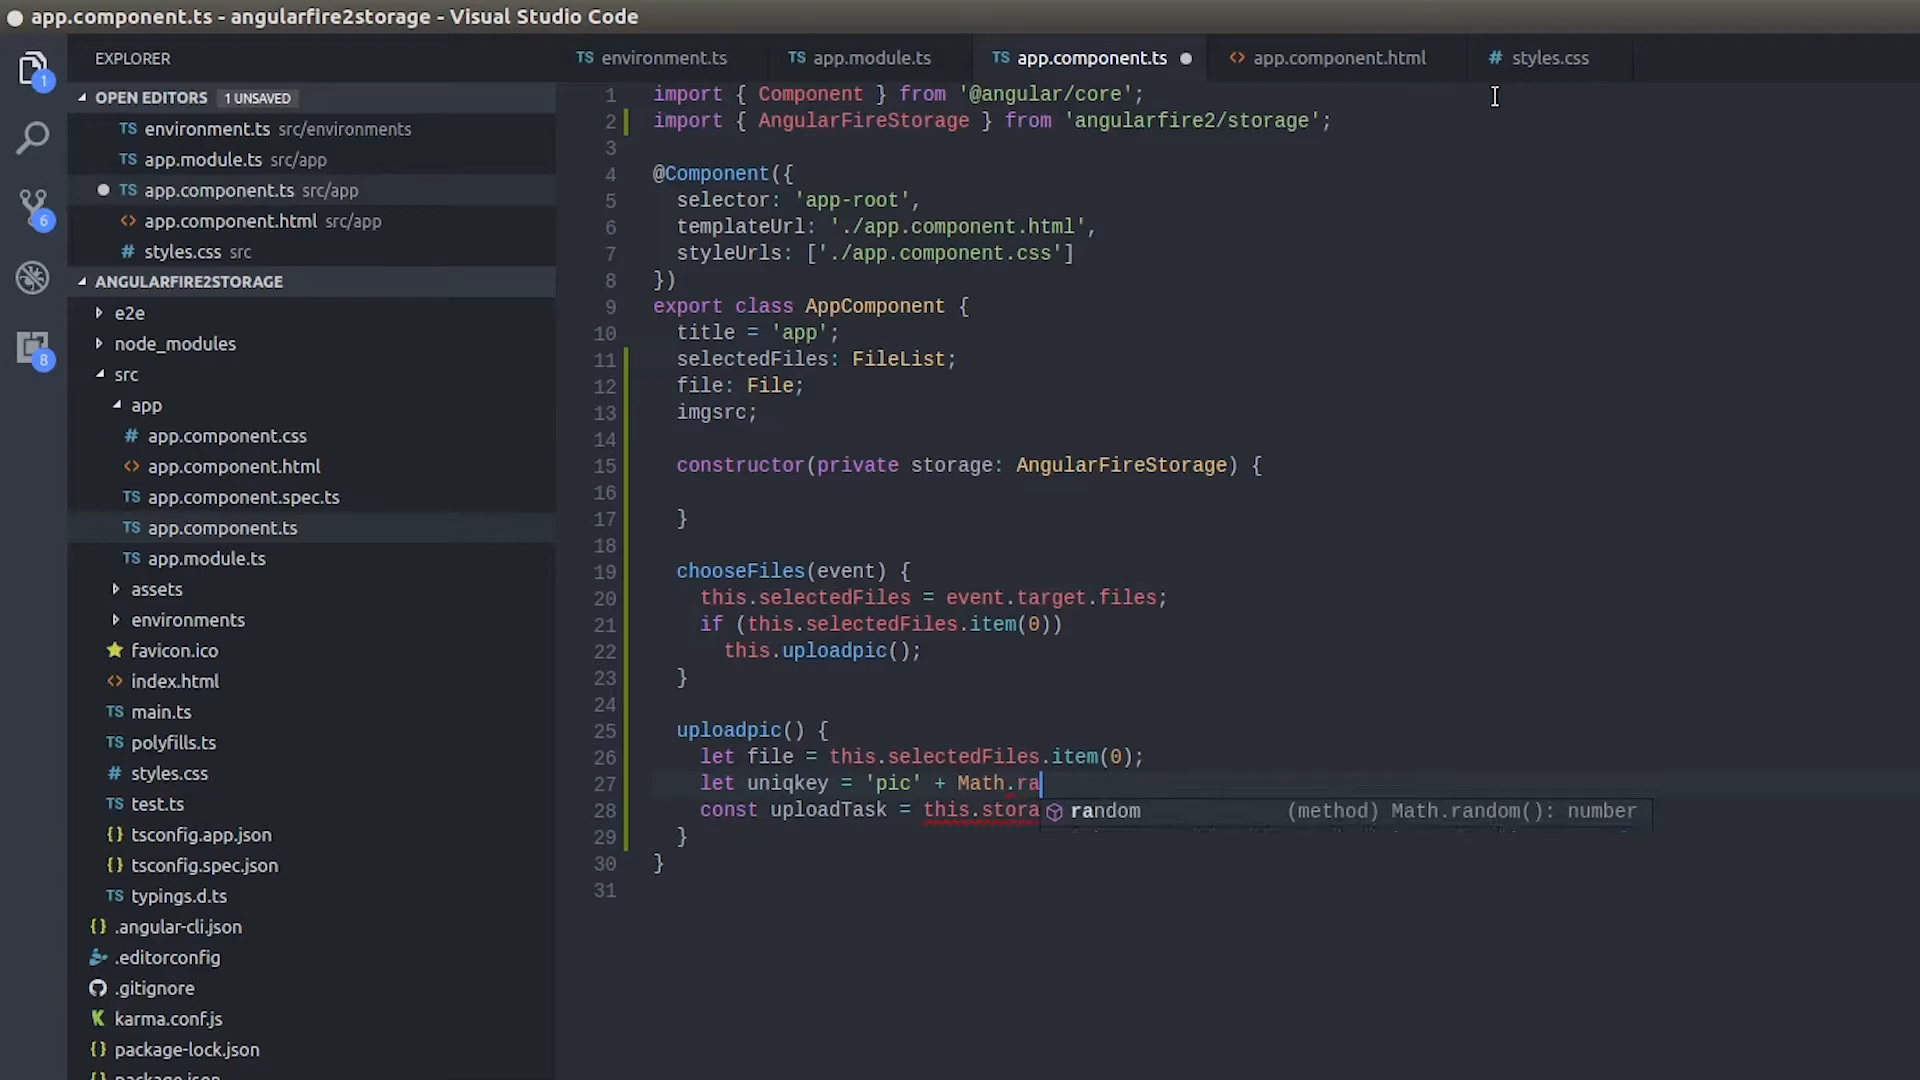 app.component.ts - angularfire2storage - Visual Studio Code
EXPLORER
OPEN EDITORS 1 UNSAVED
TS environment.ts src/environments
TS app.module.ts src/app
TS app.component.ts src/app
<> app.component.html src/app
# styles.css src
ANGULARFIRE2STORAGE
e2e
node_modules
src
app
# app.component.css
<> app.component.html
TS app.component.spec.ts
TS app.component.ts
TS app.module.ts
assets
environments
favicon.ico
<> index.html
TS main.ts
TS polyfills.ts
# styles.css
TS test.ts
{} tsconfig.app.json
{} tsconfig.spec.json
TS typings.d.ts
{} .angular-cli.json
.editorconfig
.gitignore
K karma.conf.js
{} package-lock.json
{} package.json
1
6
8
TS environment.ts
TS app.module.ts
TS app.component.ts
<> app.component.html
# styles.css
1 import { Component } from '@angular/core';
2 import { AngularFireStorage } from 'angularfire2/storage';
3
4 @Component({
5 selector: 'app-root',
6 templateUrl: './app.component.html',
7 styleUrls: ['./app.component.css']
8 })
9 export class AppComponent {
10 title = 'app';
11 selectedFiles: FileList;
12 file: File;
13 imgsrc;
14
15 constructor(private storage: AngularFireStorage) {
16
17 }
18
19 chooseFiles(event) {
20 this.selectedFiles = event.target.files;
21 if (this.selectedFiles.item(0))
22 this.uploadpic();
23 }
24
25 uploadpic() {
26 let file = this.selectedFiles.item(0);
27 let uniqkey = 'pic' + Math.ra
28 const uploadTask = this.stora
random (method) Math.random(): number
29 }
30 }
31